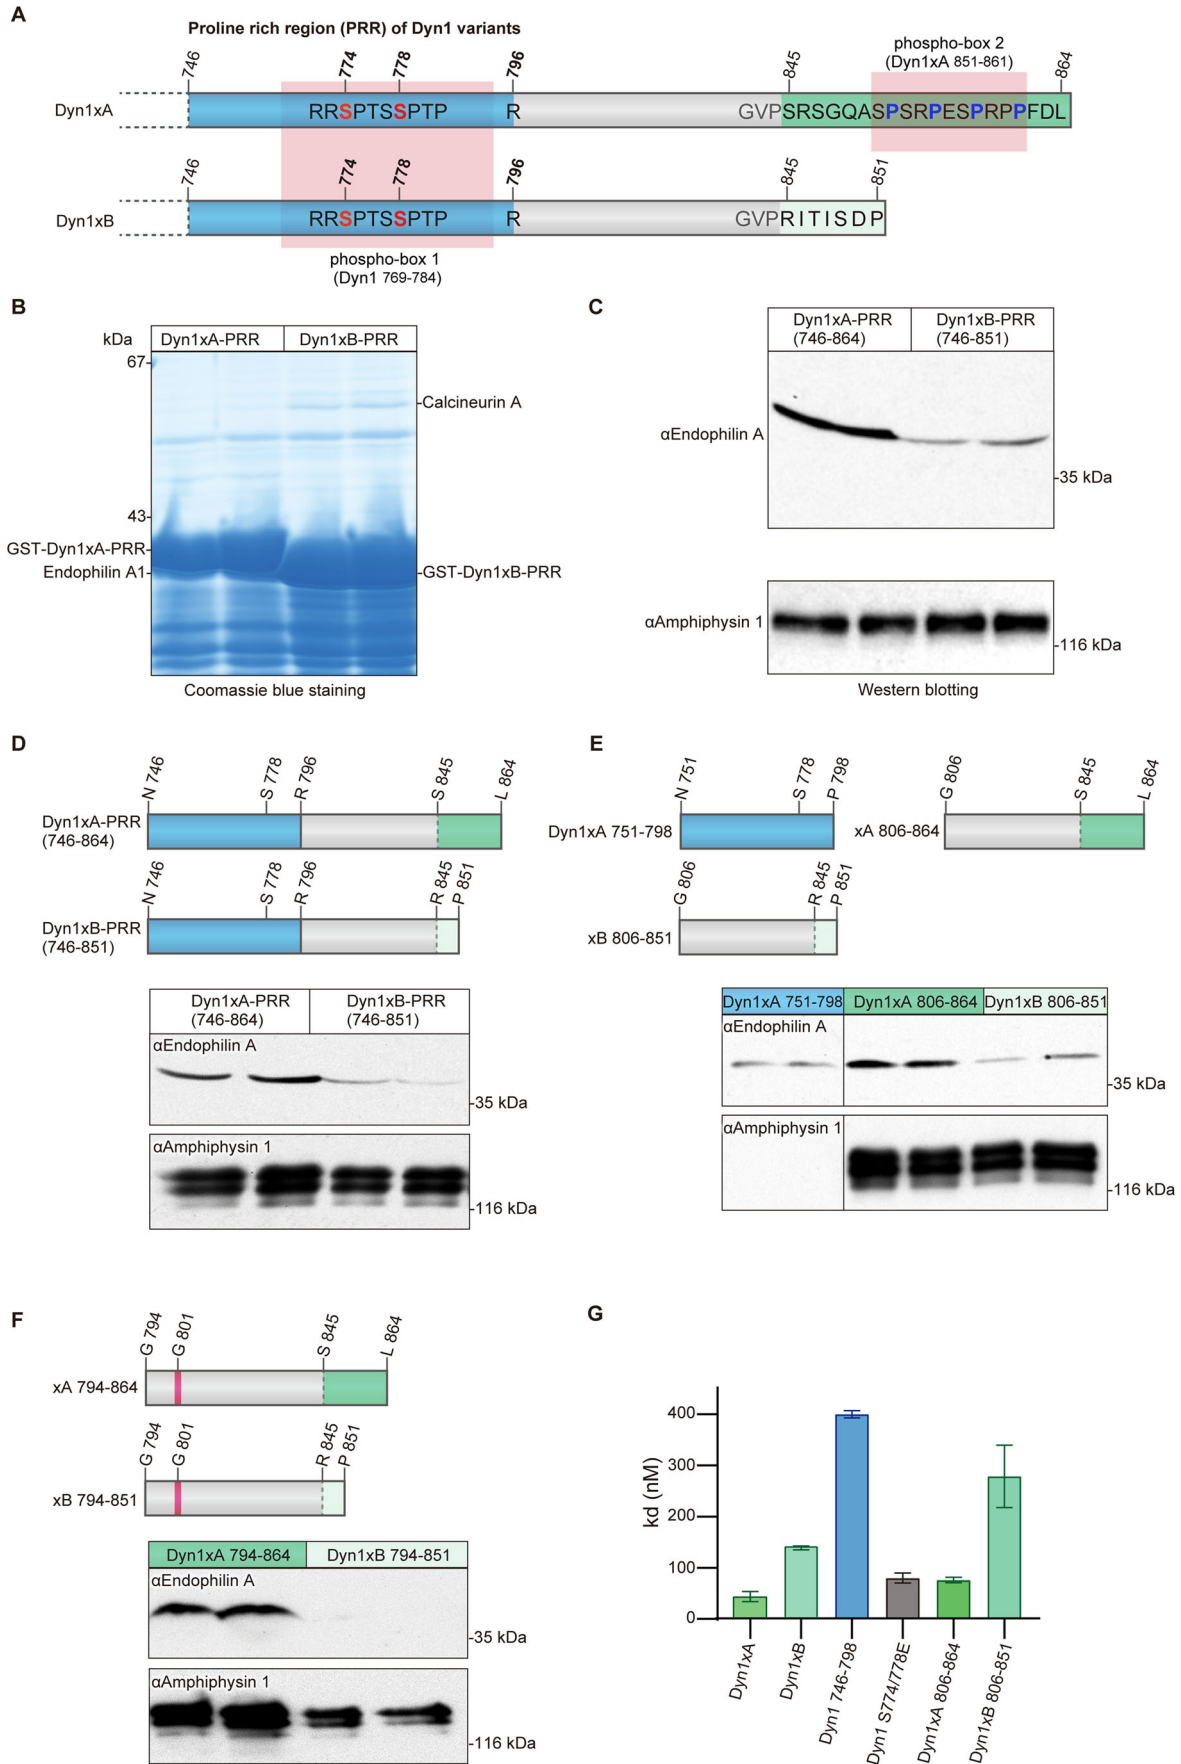 A
Proline rich region (PRR) of Dyn1 variants
phospho-box 2
(Dyn1xA 851-861)
746
774
778
796
845
864
Dyn1xA
RRSPTSSPTP
R
GVPSRSGQASPSRPESPRPPFDL
746
774
778
796
845
851
Dyn1xB
RRSPTSSPTP
R
GVPRITISDP
phospho-box 1
(Dyn1 769-784)
B
kDa
Dyn1xA-PRR
Dyn1xB-PRR
67
Calcineurin A
43
GST-Dyn1xA-PRR
Endophilin A1
GST-Dyn1xB-PRR
Coomassie blue staining
C
Dyn1xA-PRR
(746-864)
Dyn1xB-PRR
(746-851)
αEndophilin A
35 kDa
αAmphiphysin 1
116 kDa
Western blotting
D
N 746
S 778
R 796
S 845
L 864
Dyn1xA-PRR
(746-864)
N 746
S 778
R 796
R 845
P 851
Dyn1xB-PRR
(746-851)
Dyn1xA-PRR
(746-864)
Dyn1xB-PRR
(746-851)
αEndophilin A
35 kDa
αAmphiphysin 1
116 kDa
E
N 751
S 778
P 798
Dyn1xA 751-798
G 806
S 845
L 864
xA 806-864
G 806
R 845
P 851
xB 806-851
Dyn1xA 751-798
Dyn1xA 806-864
Dyn1xB 806-851
αEndophilin A
35 kDa
αAmphiphysin 1
116 kDa
F
G 794
G 801
S 845
L 864
xA 794-864
G 794
G 801
R 845
P 851
xB 794-851
Dyn1xA 794-864
Dyn1xB 794-851
αEndophilin A
35 kDa
αAmphiphysin 1
116 kDa
G
kd (nM)
400
300
200
100
0
Dyn1xA
Dyn1xB
Dyn1 746-798
Dyn1 S774/778E
Dyn1xA 806-864
Dyn1xB 806-851